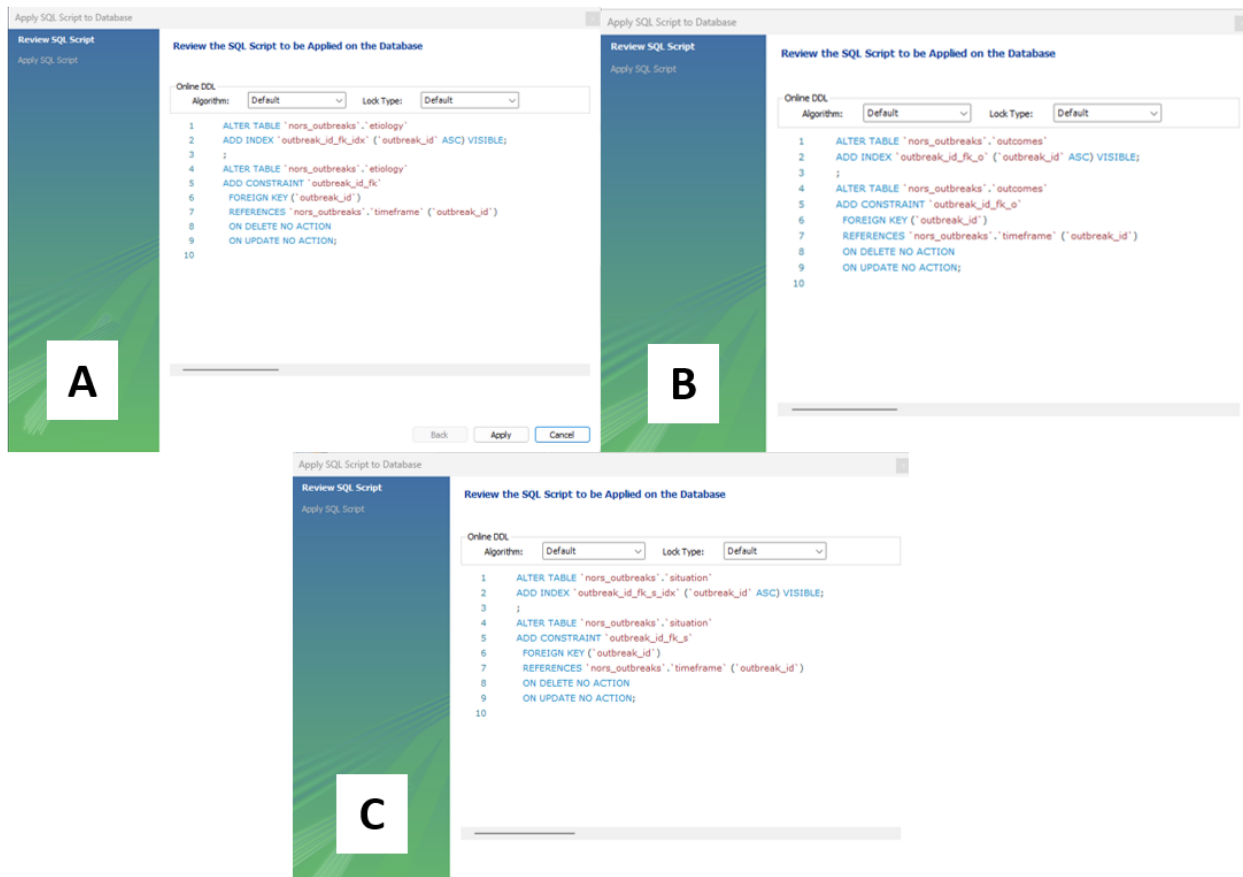 Apply SQL Script to Database
Review SQL Script
Apply SQL Script
Review the SQL Script to be Applied on the Database
Online DDL
Algorithm: Default Lock Type: Default
1 ALTER TABLE `nors_outbreaks`.`etiology`
2 ADD INDEX `outbreak_id_fk_idx` (`outbreak_id` ASC) VISIBLE;
3 ;
4 ALTER TABLE `nors_outbreaks`.`etiology`
5 ADD CONSTRAINT `outbreak_id_fk`
6 FOREIGN KEY (`outbreak_id`)
7 REFERENCES `nors_outbreaks`.`timeframe` (`outbreak_id`)
8 ON DELETE NO ACTION
9 ON UPDATE NO ACTION;
10
A
Back Apply Cancel
Apply SQL Script to Database
Review SQL Script
Apply SQL Script
Review the SQL Script to be Applied on the Database
Online DDL
Algorithm: Default Lock Type: Default
1 ALTER TABLE `nors_outbreaks`.`outcomes`
2 ADD INDEX `outbreak_id_fk_o` (`outbreak_id` ASC) VISIBLE;
3 ;
4 ALTER TABLE `nors_outbreaks`.`outcomes`
5 ADD CONSTRAINT `outbreak_id_fk_o`
6 FOREIGN KEY (`outbreak_id`)
7 REFERENCES `nors_outbreaks`.`timeframe` (`outbreak_id`)
8 ON DELETE NO ACTION
9 ON UPDATE NO ACTION;
10
B
Apply SQL Script to Database
Review SQL Script
Apply SQL Script
Review the SQL Script to be Applied on the Database
Online DDL
Algorithm: Default Lock Type: Default
1 ALTER TABLE `nors_outbreaks`.`situation`
2 ADD INDEX `outbreak_id_fk_s_idx` (`outbreak_id` ASC) VISIBLE;
3 ;
4 ALTER TABLE `nors_outbreaks`.`situation`
5 ADD CONSTRAINT `outbreak_id_fk_s`
6 FOREIGN KEY (`outbreak_id`)
7 REFERENCES `nors_outbreaks`.`timeframe` (`outbreak_id`)
8 ON DELETE NO ACTION
9 ON UPDATE NO ACTION;
10
C